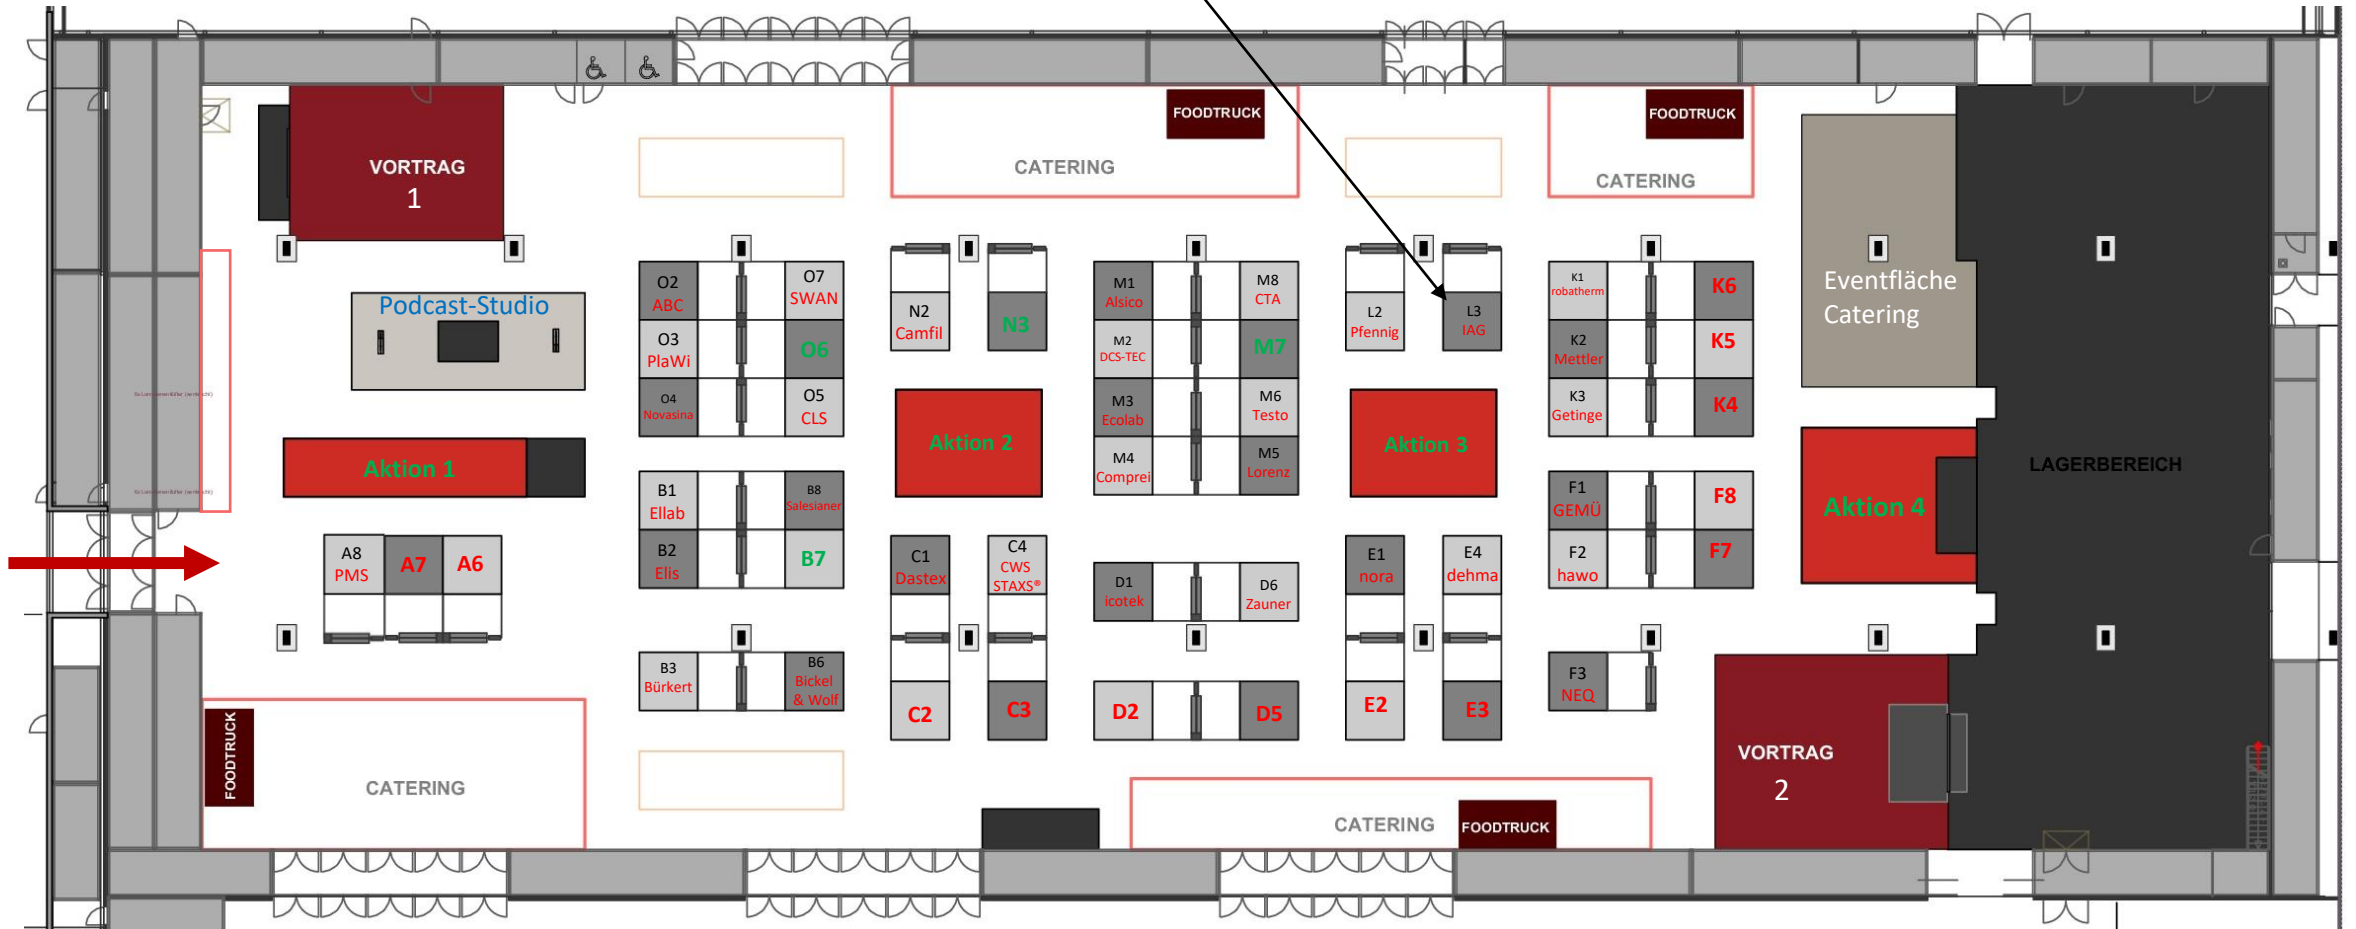 FOODTRUCK
FOODTRUCK
VORTRAG
1
CATERING
CATERING
Podcast-Studio
Eventfläche
Catering
O2
ABC
O7
SWAN
O3
PlaWi
O6
O4
Novasina
O5
CLS
N2
Camfil
N3
M1
Alsico
M8
CTA
M2
DCS-TEC
M7
M3
Ecolab
M6
Testo
M4
Comprei
M5
Lorenz
L2
Pfennig
L3
IAG
K1
robatherm
K6
K2
Mettler
K5
K3
Getinge
K4
Aktion 1
Aktion 2
Aktion 3
Aktion 4
LAGERBEREICH
B1
Ellab
B8
Salesianer
B2
Elis
B7
F1
GEMÜ
F8
F2
hawo
F7
A8
PMS
A7
A6
C1
Dastex
C4
CWS
STAXS®
D1
icotek
D6
Zauner
E1
nora
E4
dehma
B3
Bürkert
B6
Bickel
& Wolf
C2
C3
D2
D5
E2
E3
F3
NEQ
FOODTRUCK
CATERING
CATERING
FOODTRUCK
VORTRAG
2